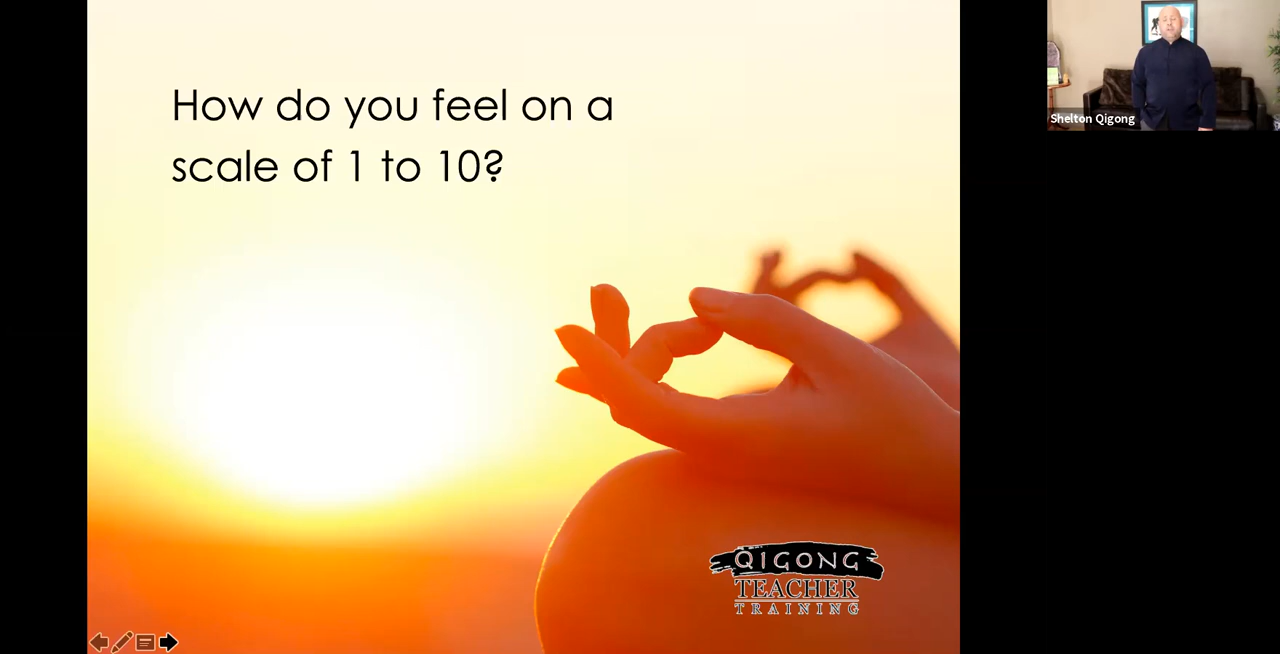 How do you feel on a
scale of 1 to 10?
Shelton Qigong
QIGONG
TEACHER
TRAINING